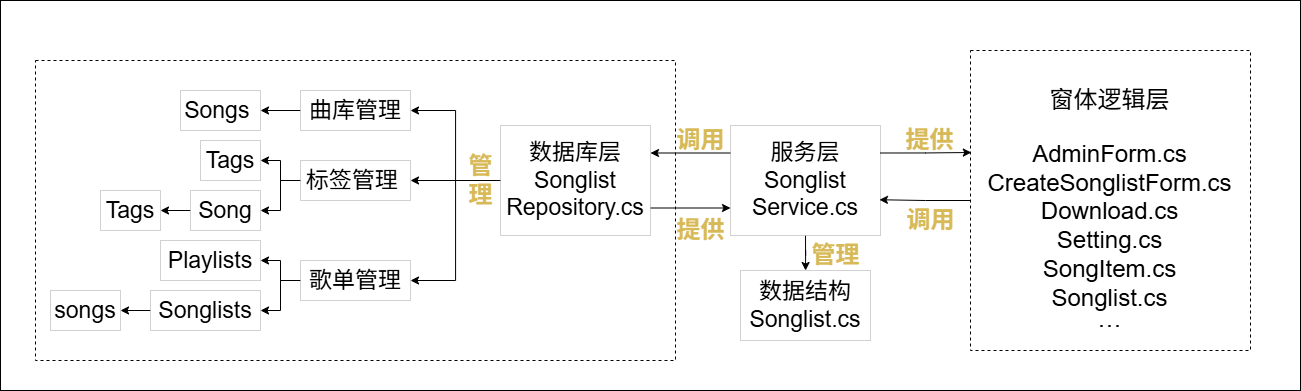 Songs
曲库管理
Tags
标签管理
Tags
Song
Playlists
歌单管理
songs
Songlists
管
理
数据库层
Songlist
Repository.cs
调用
提供
服务层
Songlist
Service.cs
管理
数据结构
Songlist.cs
提供
调用
窗体逻辑层
AdminForm.cs
CreateSonglistForm.cs
Download.cs
Setting.cs
SongItem.cs
Songlist.cs
…